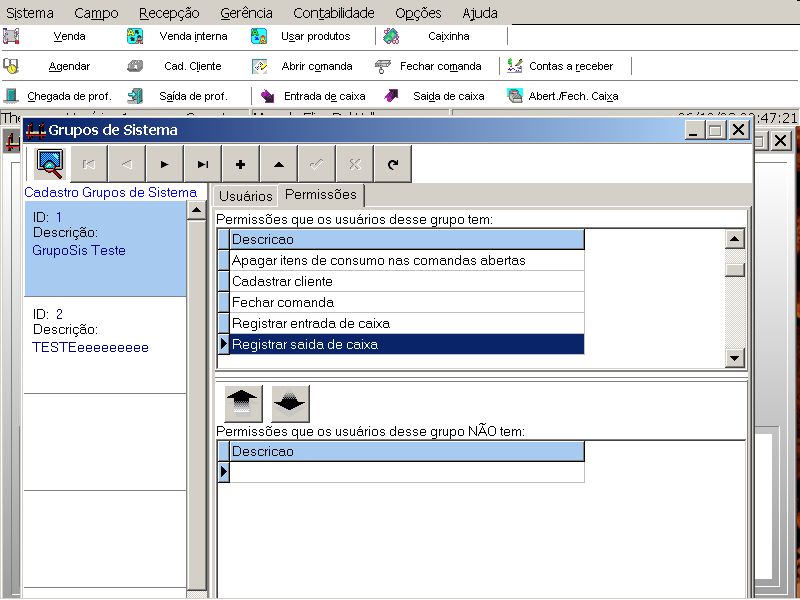 Sistema Campo Recepção Gerência Contabilidade Opções Ajuda
Venda Venda interna Usar produtos Caixinha
Agendar Cad. Cliente Abrir comanda Fechar comanda Contas a receber
Chegada de prof. Saída de prof. Entrada de caixa Saida de caixa Abert./Fech. Caixa
47:21
Grupos de Sistema
Cadastro Grupos de Sistema
Usuários Permissões
ID: 1
Descrição:
GrupoSis Teste
ID: 2
Descrição:
TESTEeeeeeeeee
Permissões que os usuários desse grupo tem:
Descricao
Apagar itens de consumo nas comandas abertas
Cadastrar cliente
Fechar comanda
Registrar entrada de caixa
Registrar saida de caixa
Permissões que os usuários desse grupo NÃO tem:
Descricao